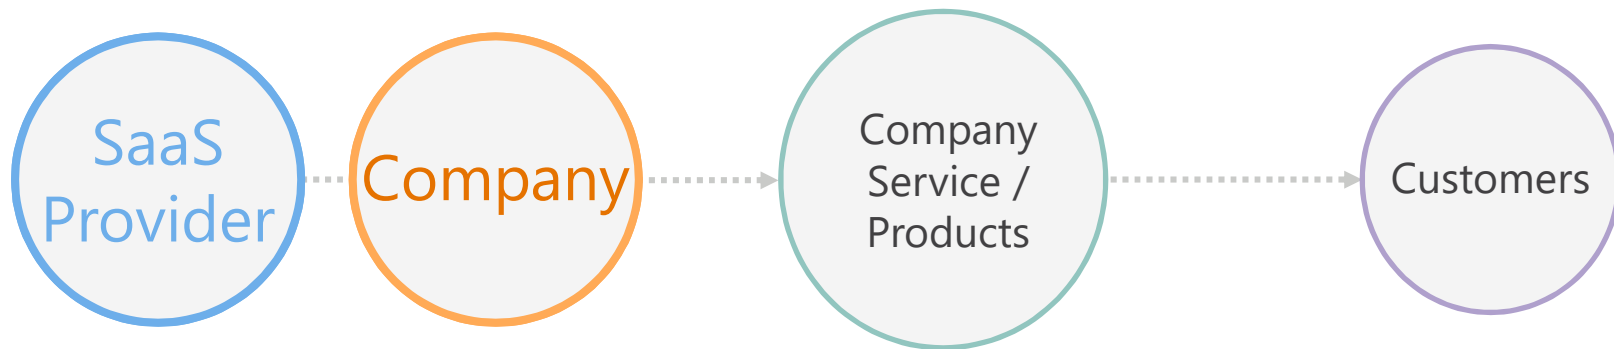 SaaS
Provider
Company
Company
Service /
Products
Customers